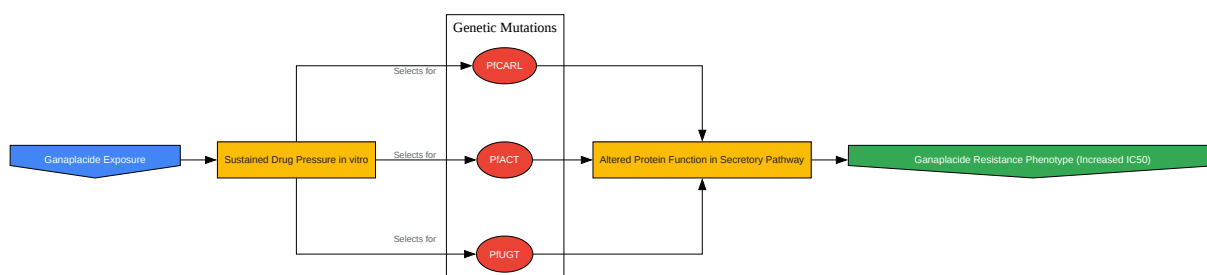 Genetic Mutations
PfCARL
Selects for
Ganaplacide Exposure
Sustained Drug Pressure in vitro
Selects for
PfACT
Altered Protein Function in Secretory Pathway
Ganaplacide Resistance Phenotype (Increased IC50)
Selects for
PfUGT